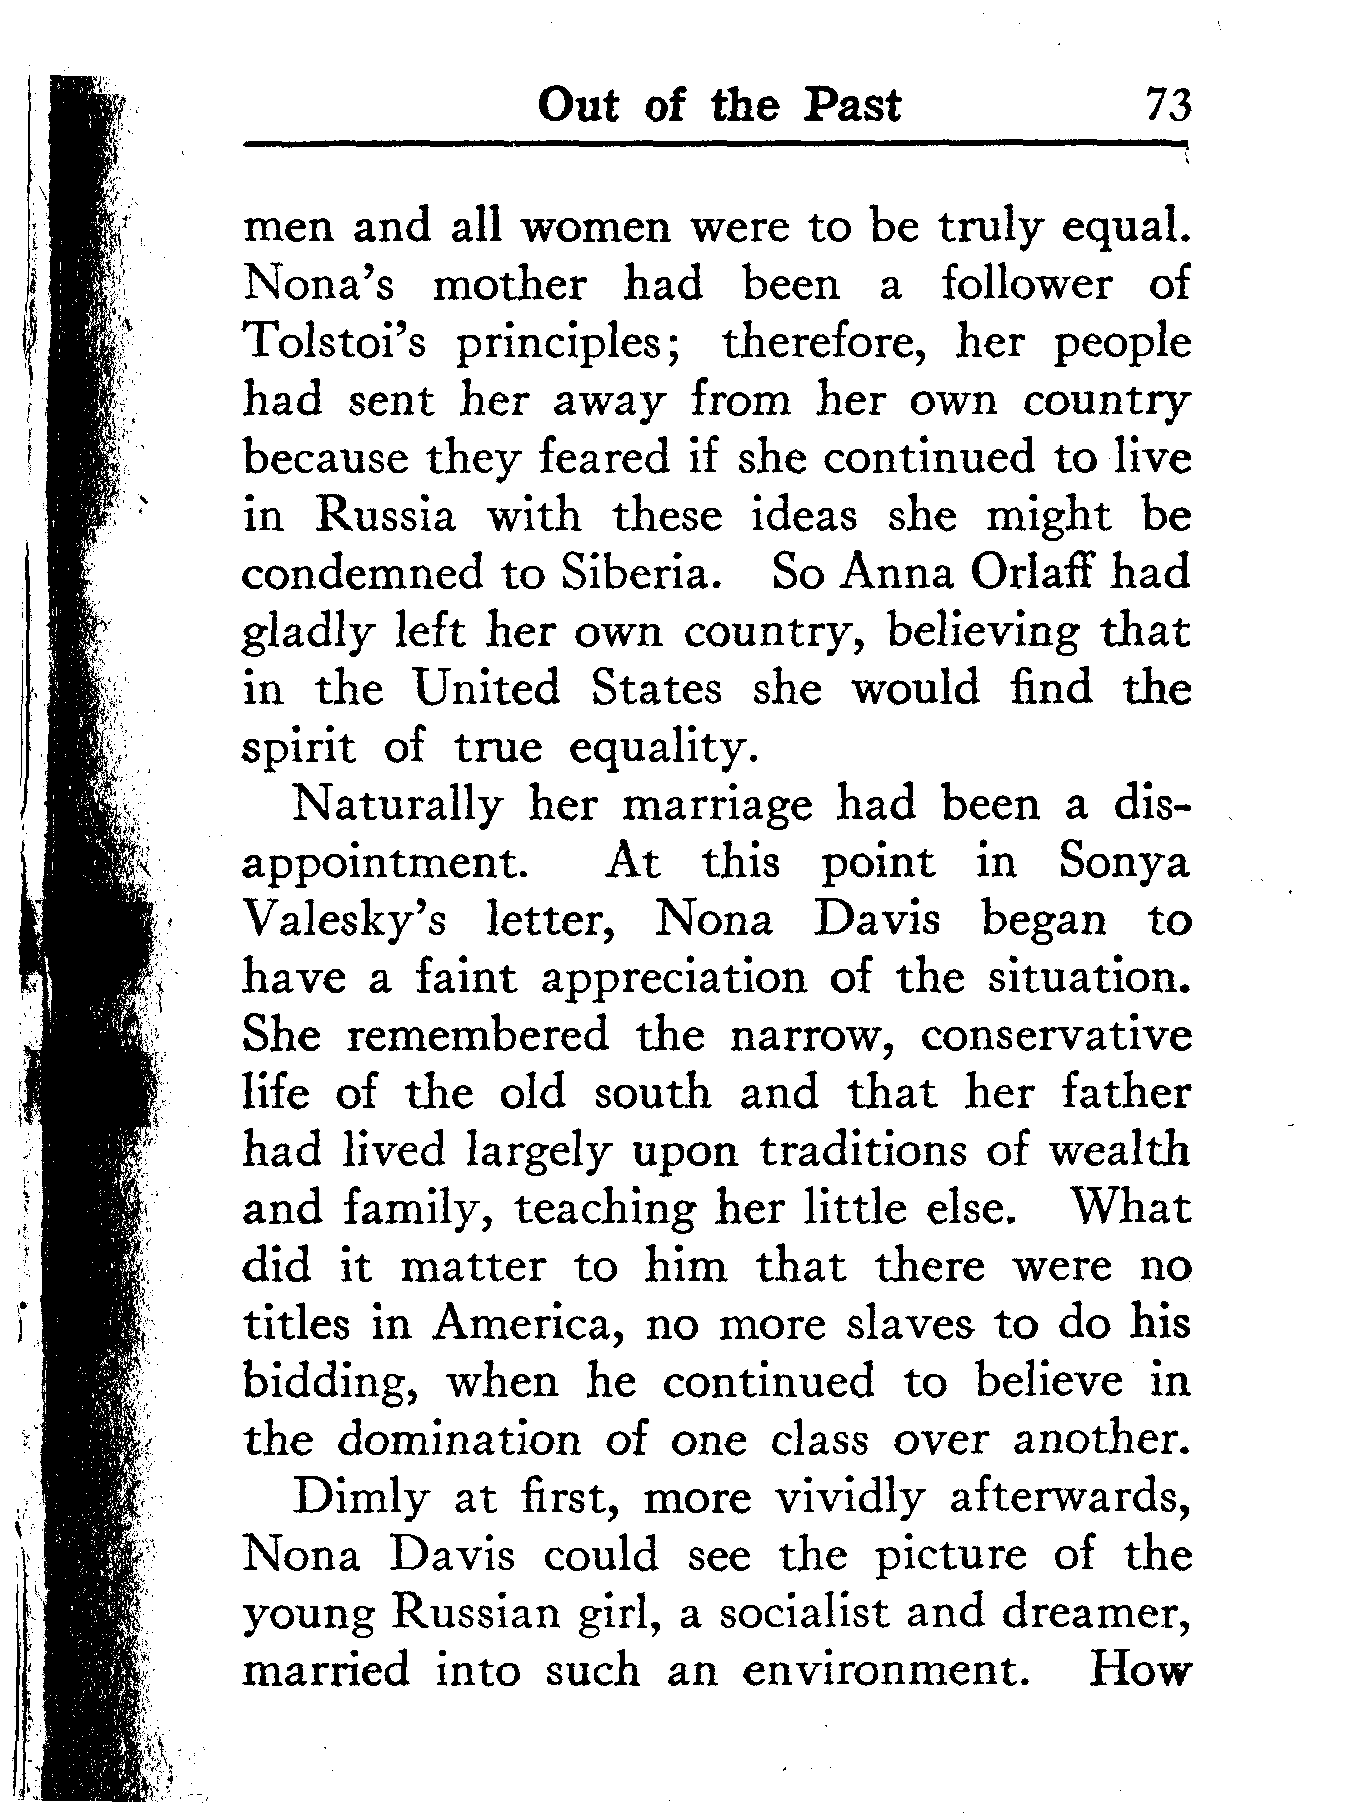 Out of the Past 73
men and all women were to be truly equal.
Nona's mother had been a follower of
Tolstoi's principles; therefore, her people
had sent her away from her own country
because they feared if she continued to live
in Russia with these ideas she might be
condemned to Siberia. So Anna Orlaff had
gladly left her own country, believing that
in the United States she would find the
spirit of true equality.
Naturally her marriage had been a dis-
appointment. At this point in Sonya
Valesky's letter, Nona Davis began to
have a faint appreciation of the situation.
She remembered the narrow, conservative
life of the old south and that her father
had lived largely upon traditions of wealth
and family, teaching her little else. What
did it matter to him that there were no
titles in America, no more slaves to do his
bidding, when he continued to believe in
the domination of one class over another.
Dimly at first, more vividly afterwards,
Nona Davis could see the picture of the
young Russian girl, a socialist and dreamer,
married into such an environment. How